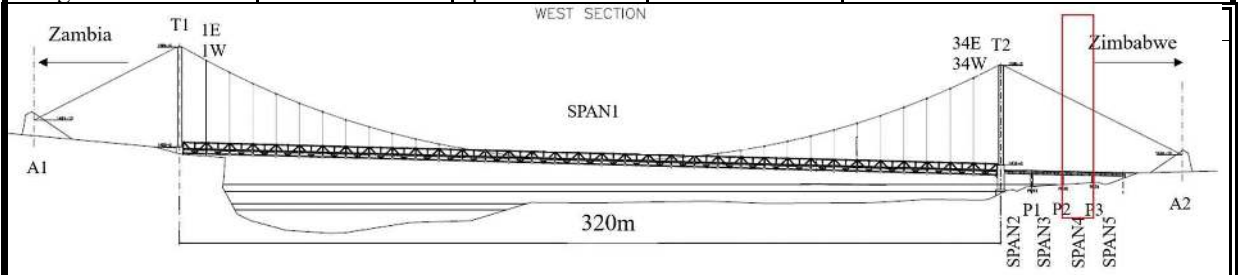 WEST SECTION
Zambia
T1
1E
1W
34E
34W
T2
Zimbabwe
SPAN1
A1
A2
320m
P1
P2
P3
SPAN2
SPAN3
SPAN4
SPAN5